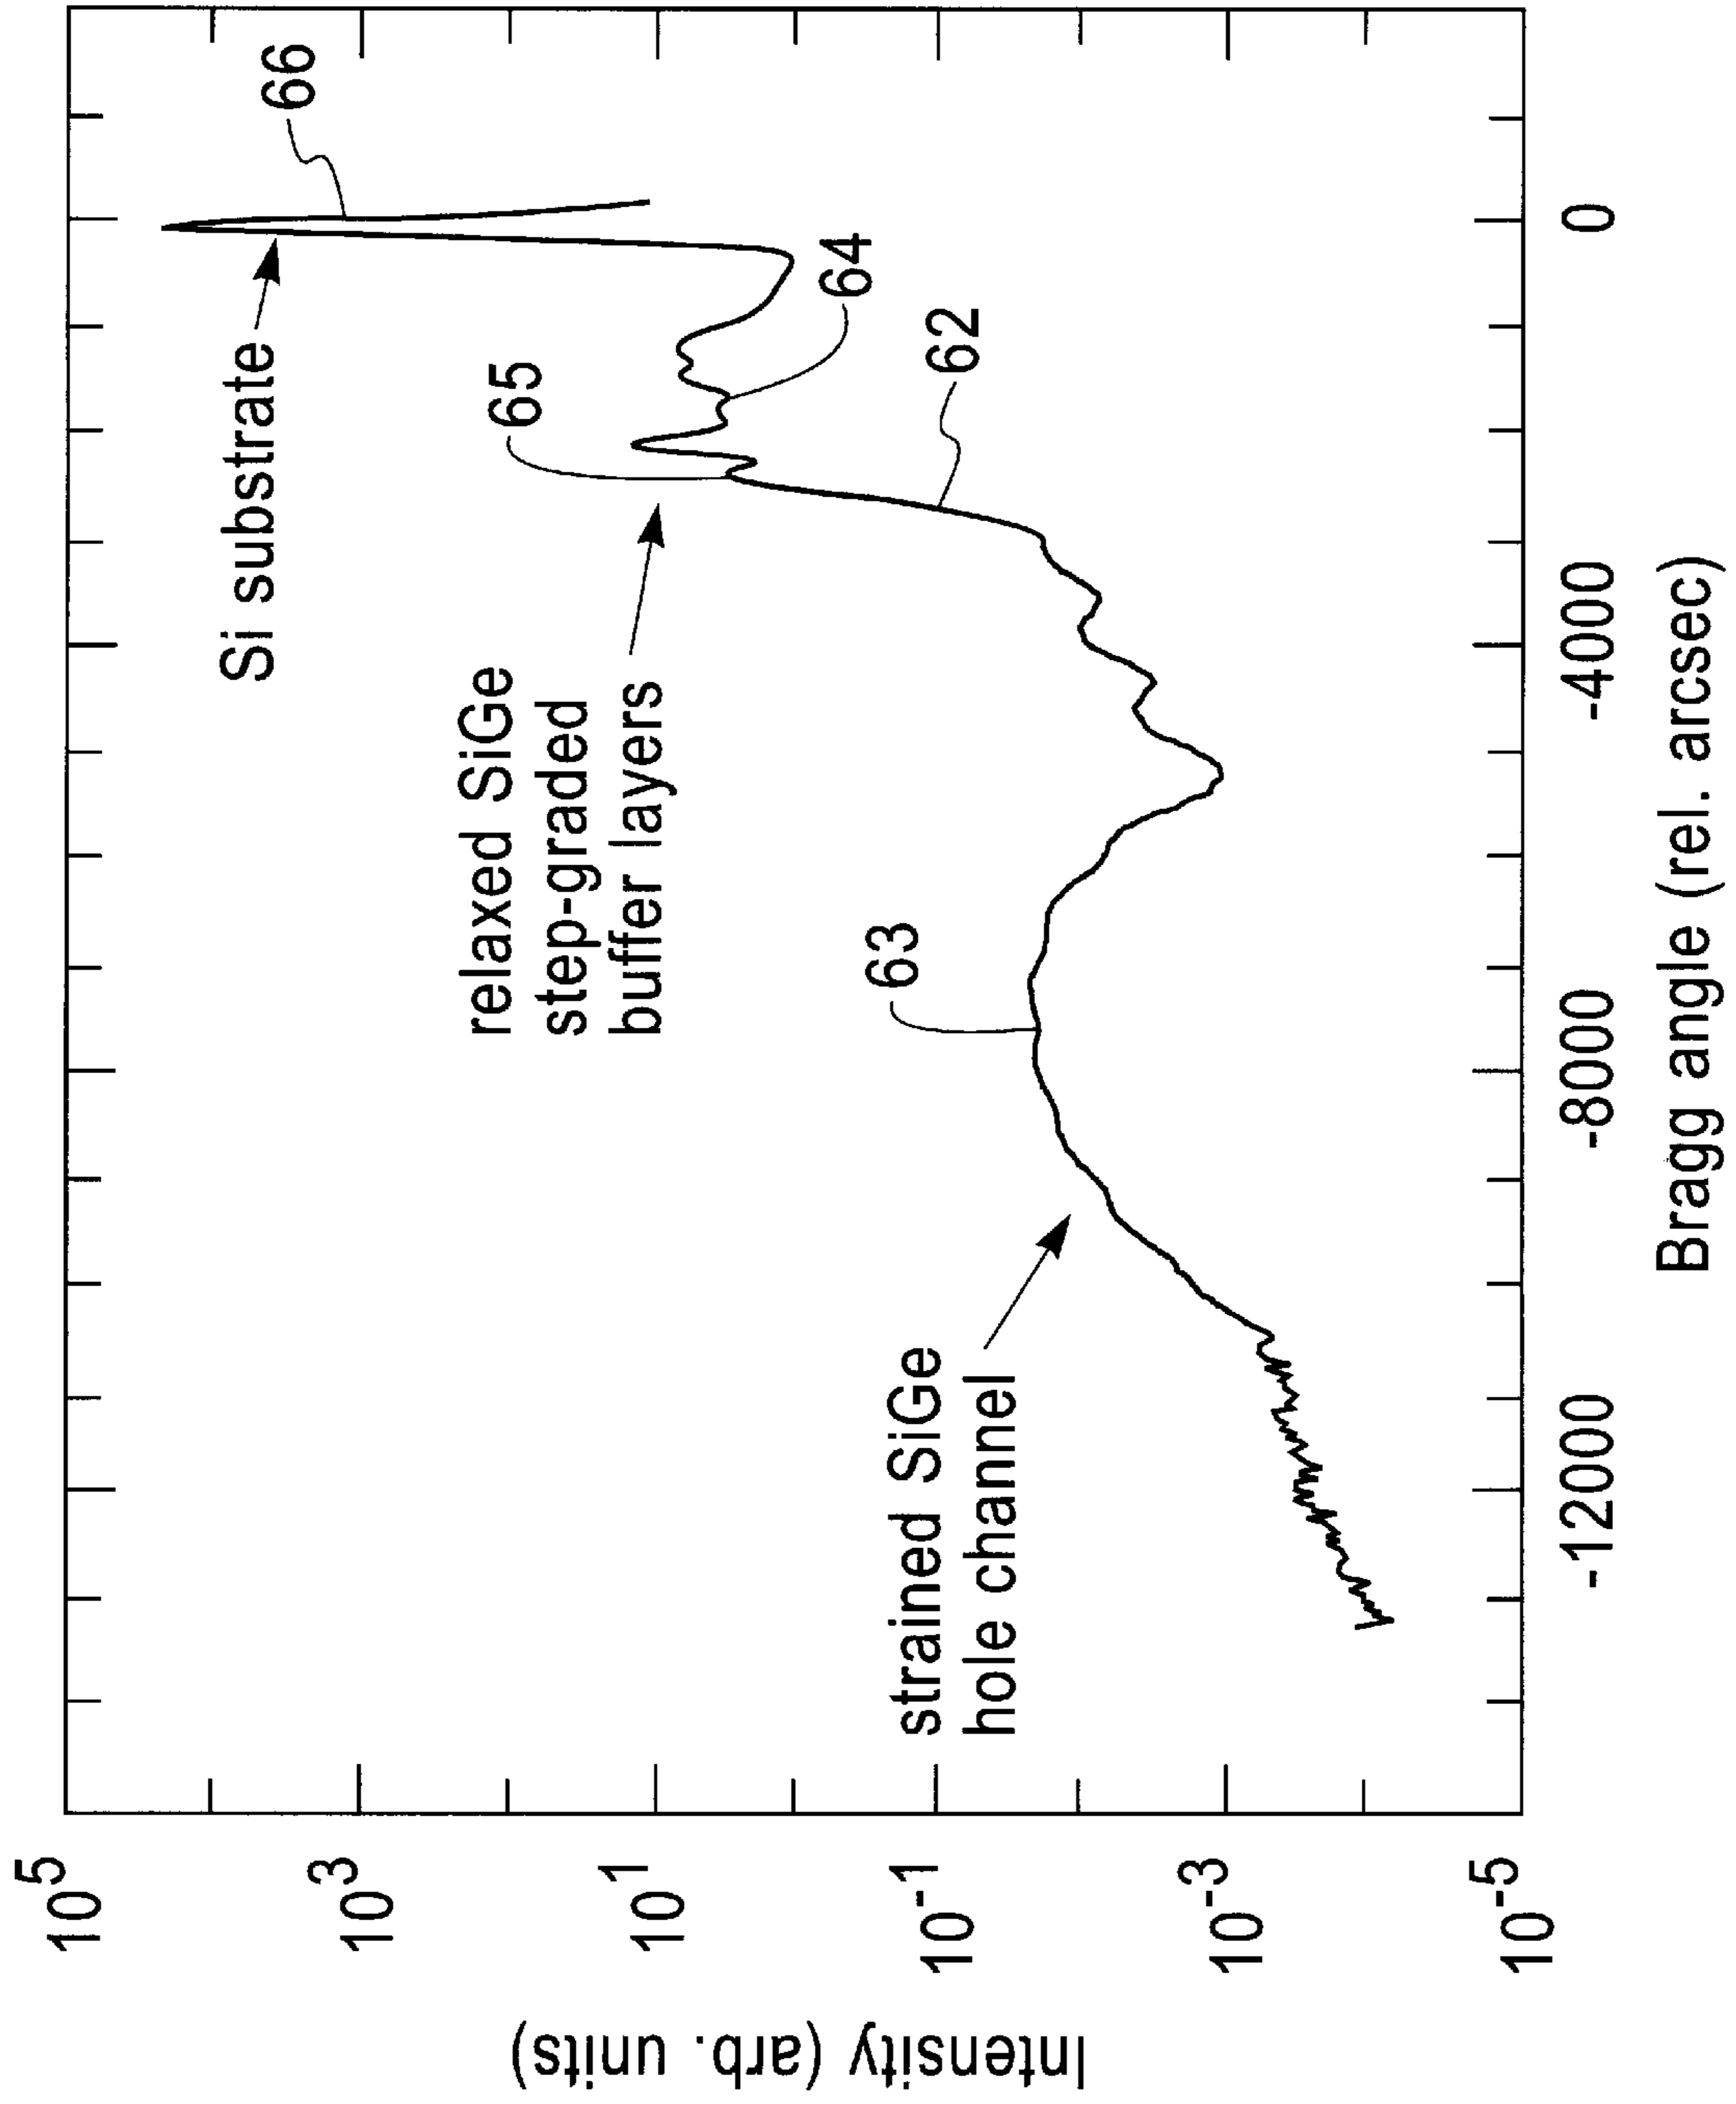 10^5
10^3
10^1
10^-1
10^-3
10^-5
Intensity (arb. units)
Si substrate
66
relaxed SiGe
step-graded
buffer layers
65
64
62
63
strained SiGe
hole channel
-12000
-8000
-4000
0
Bragg angle (rel. arcsec)